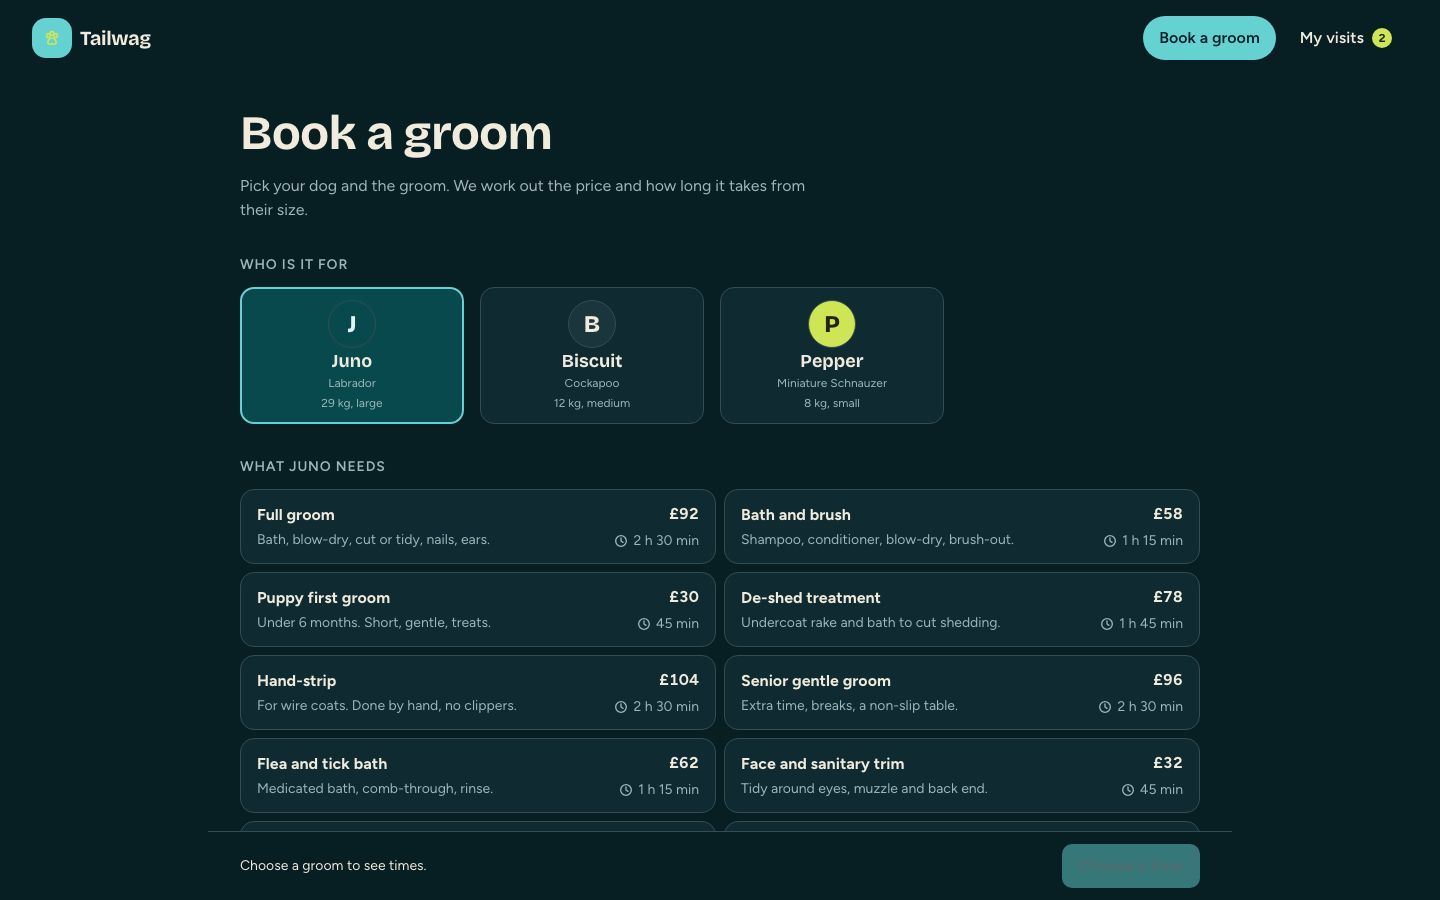 Tailwag
Book a groom
My visits 2
Book a groom
Pick your dog and the groom. We work out the price and how long it takes from
their size.
WHO IS IT FOR
J
Juno
Labrador
29 kg, large
B
Biscuit
Cockapoo
12 kg, medium
P
Pepper
Miniature Schnauzer
8 kg, small
WHAT JUNO NEEDS
Full groom £92
Bath, blow-dry, cut or tidy, nails, ears. 2 h 30 min
Bath and brush £58
Shampoo, conditioner, blow-dry, brush-out. 1 h 15 min
Puppy first groom £30
Under 6 months. Short, gentle, treats. 45 min
De-shed treatment £78
Undercoat rake and bath to cut shedding. 1 h 45 min
Hand-strip £104
For wire coats. Done by hand, no clippers. 2 h 30 min
Senior gentle groom £96
Extra time, breaks, a non-slip table. 2 h 30 min
Flea and tick bath £62
Medicated bath, comb-through, rinse. 1 h 15 min
Face and sanitary trim £32
Tidy around eyes, muzzle and back end. 45 min
Choose a groom to see times.